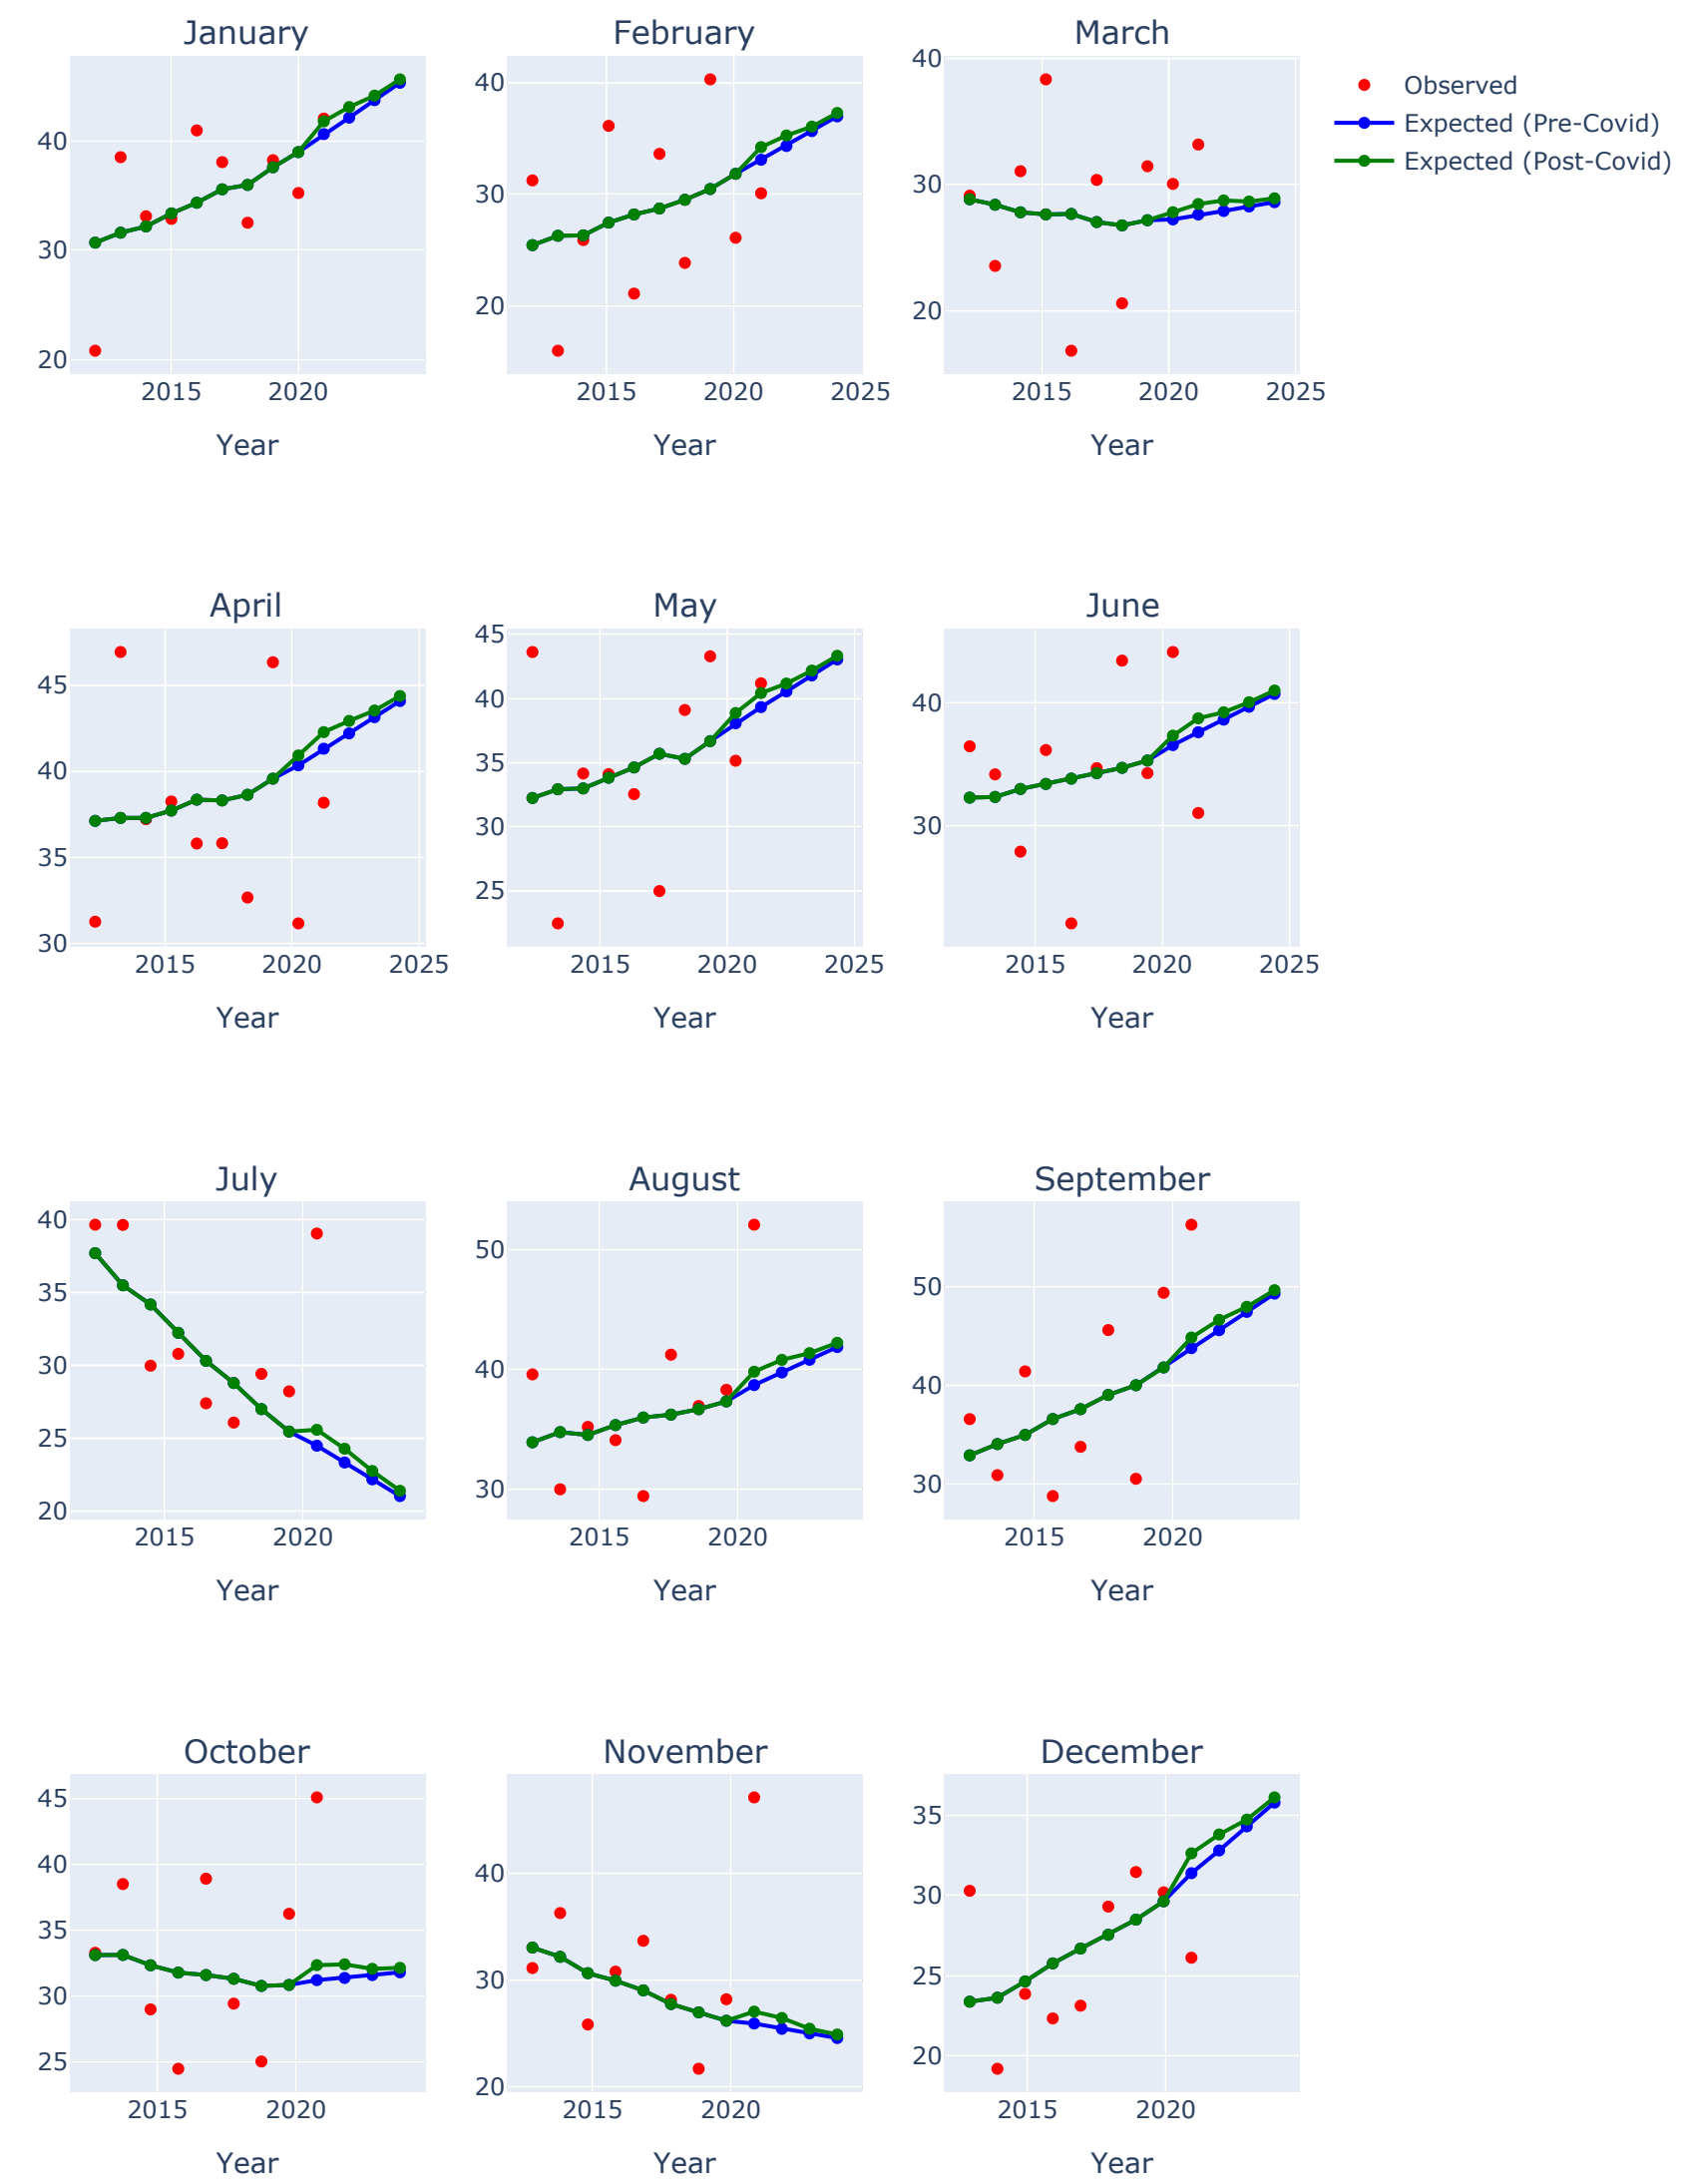 January
February
March
40
30
20
2015
2020
Year
40
30
20
2015
2020
2025
Year
40
30
20
2015
2020
2025
Year
Observed
Expected (Pre-Covid)
Expected (Post-Covid)
April
May
June
45
40
35
30
2015
2020
2025
Year
45
40
35
30
25
2015
2020
2025
Year
40
30
2015
2020
2025
Year
July
August
September
40
35
30
25
20
2015
2020
Year
50
40
30
2015
2020
Year
50
40
30
2015
2020
Year
October
November
December
45
40
35
30
25
2015
2020
Year
40
30
20
2015
2020
Year
35
30
25
20
2015
2020
Year